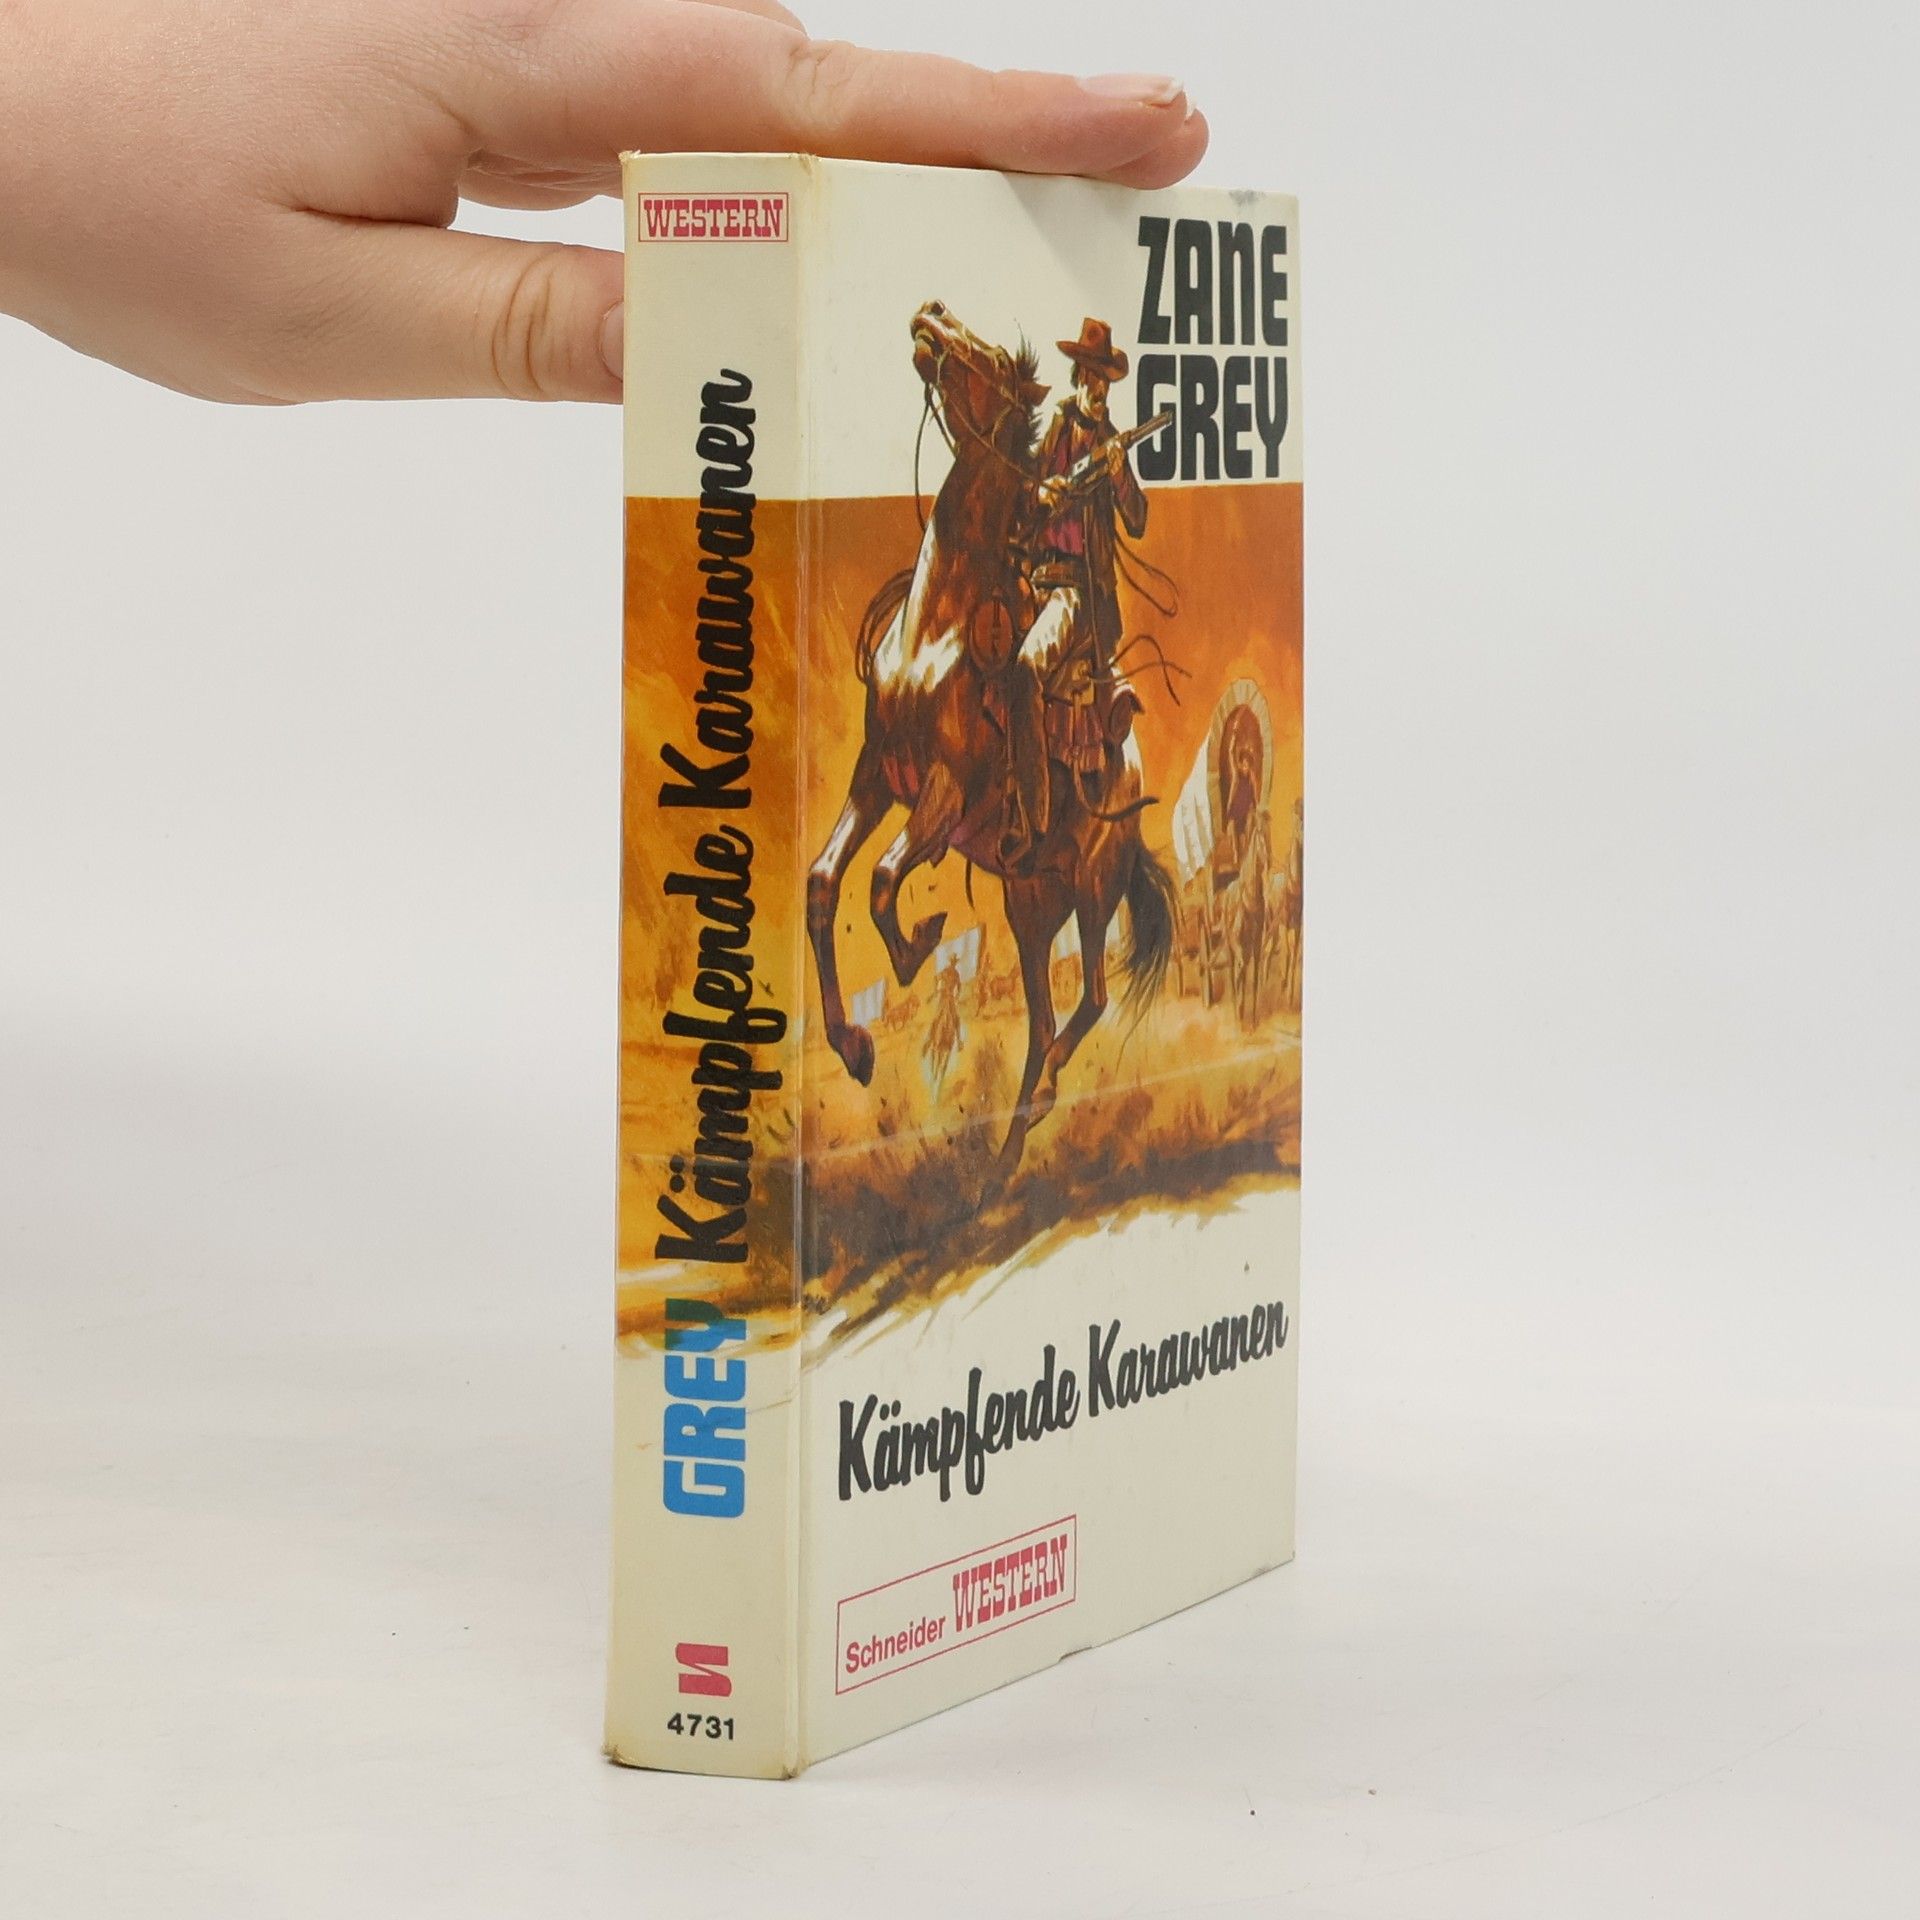 WESTERN
GREY Kämpfende Karawanen
4731
ZANE
GREY
Kämpfende Karawanen
Schneider WESTERN